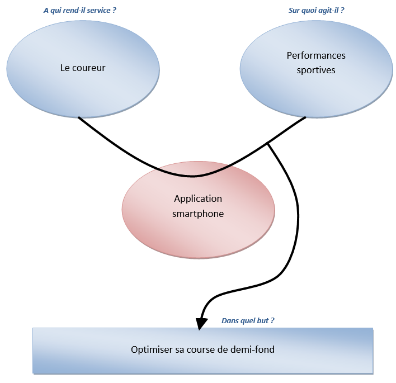 A qui rend-il service ?
Sur quoi agit-il ?
Le coureur
Performances
sportives
Application
smartphone
Dans quel but ?
Optimiser sa course de demi-fond